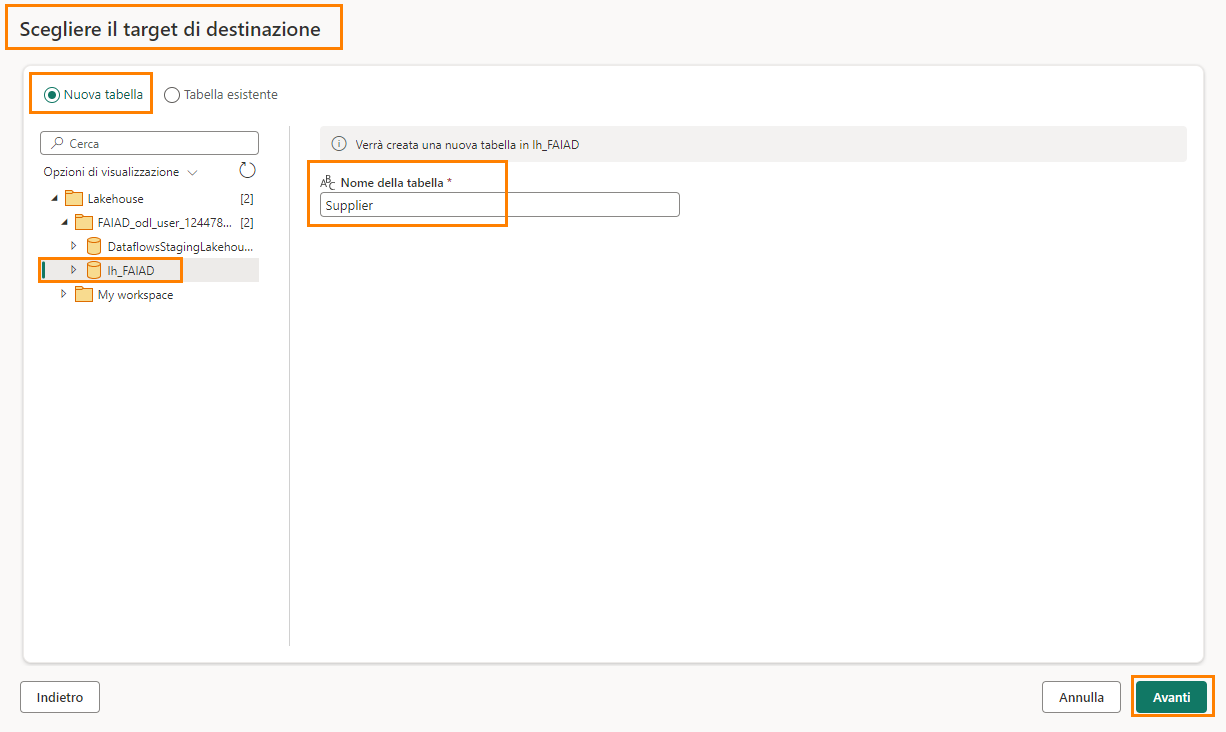 Scegliere il target di destinazione
Nuova tabella
Tabella esistente
Cerca
Opzioni di visualizzazione
Lakehouse [2]
FAIAD_odl_user_124478... [2]
DataflowsStagingLakehou...
lh_FAIAD
My workspace
Verrà creata una nuova tabella in lh_FAIAD
Nome della tabella *
Supplier
Indietro
Annulla
Avanti